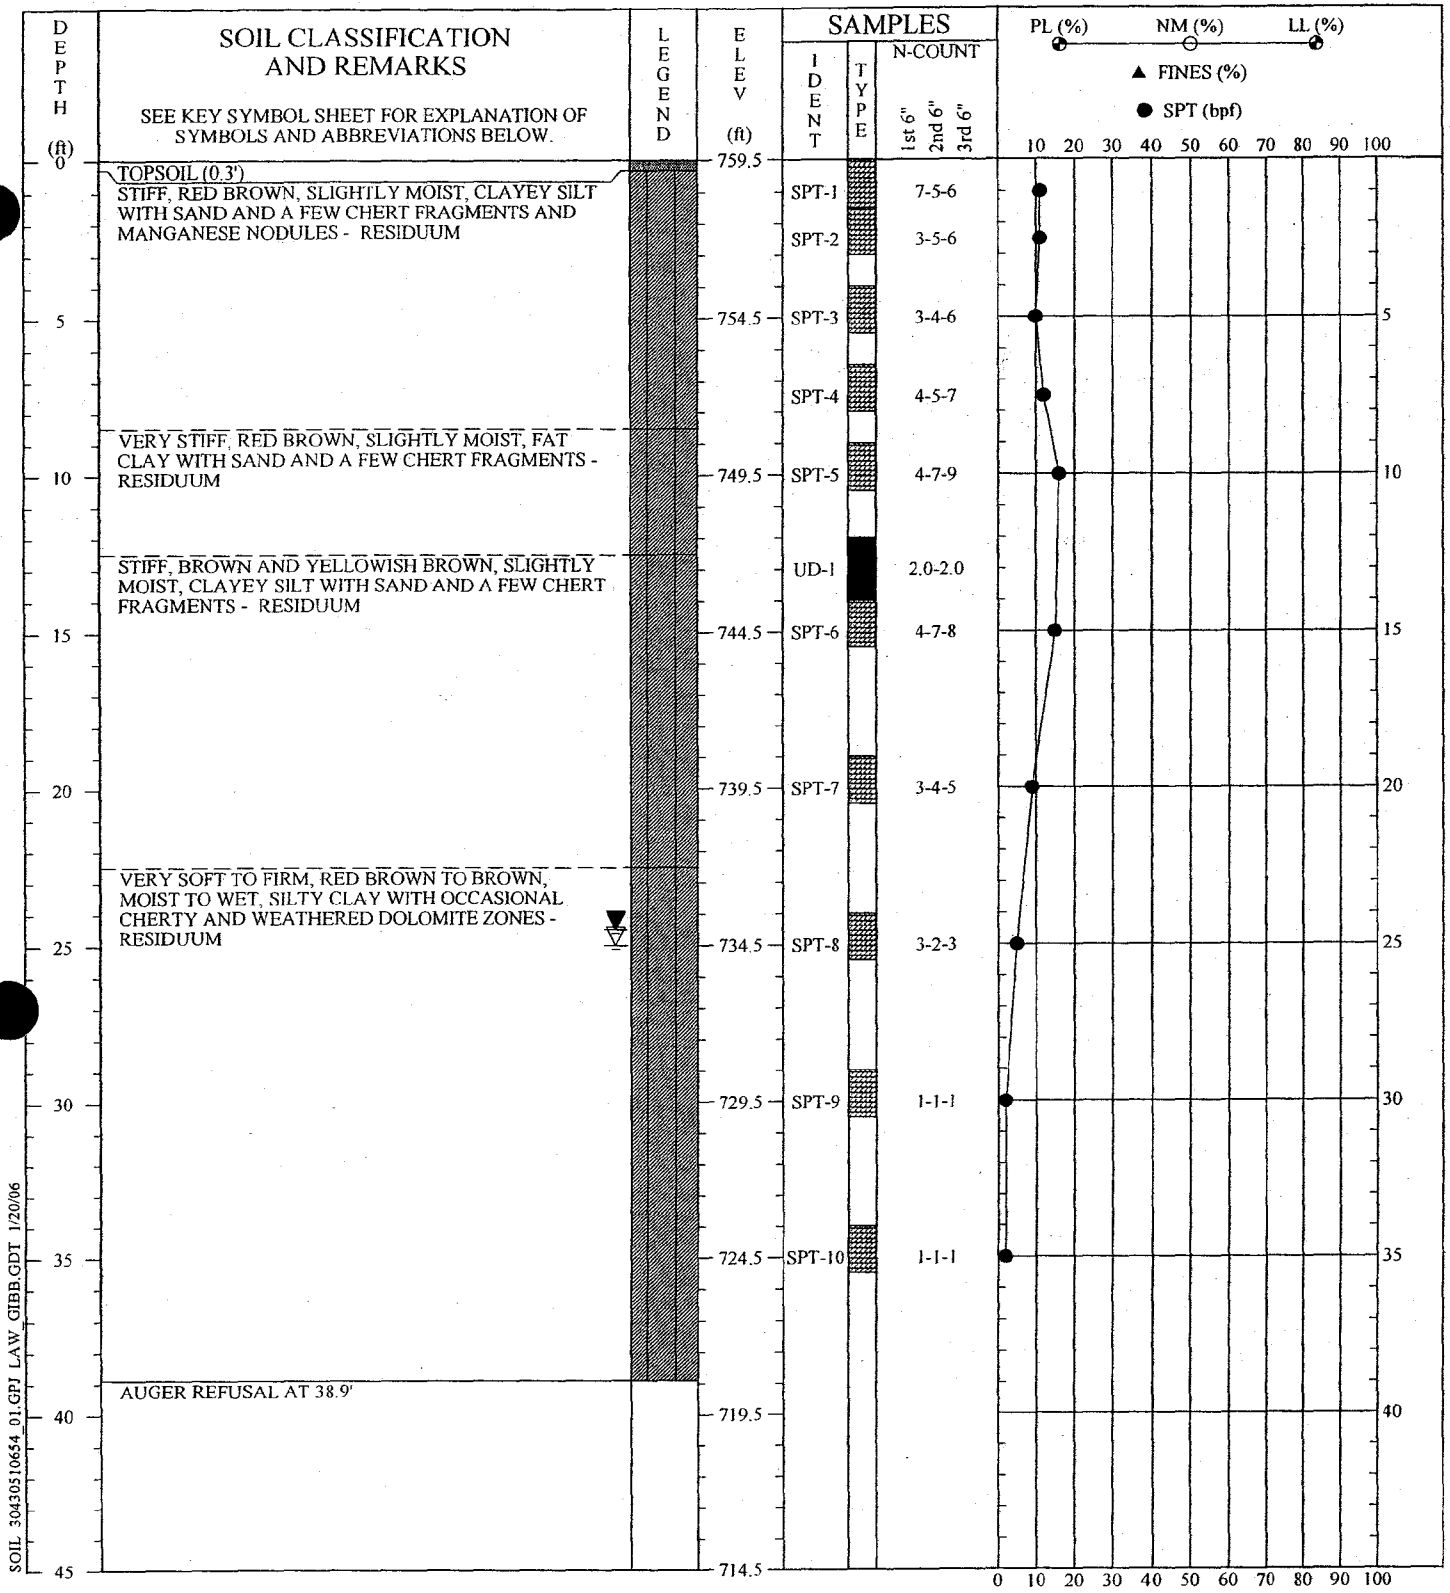 DEPTH (ft)
SOIL CLASSIFICATION
AND REMARKS
SEE KEY SYMBOL SHEET FOR EXPLANATION OF
SYMBOLS AND ABBREVIATIONS BELOW.
LEGEND
ELEV (ft)
SAMPLES
IDENT
TYPE
N-COUNT
1st 6"
2nd 6"
3rd 6"
PL (%) NM (%) LL (%)
▲ FINES (%)
● SPT (bpf)
10 20 30 40 50 60 70 80 90 100
0 759.5
TOPSOIL (0.3')
STIFF, RED BROWN, SLIGHTLY MOIST, CLAYEY SILT
WITH SAND AND A FEW CHERT FRAGMENTS AND
MANGANESE NODULES - RESIDUUM
SPT-1 7-5-6
SPT-2 3-5-6
5 754.5 SPT-3 3-4-6 5
SPT-4 4-5-7
VERY STIFF, RED BROWN, SLIGHTLY MOIST, FAT
CLAY WITH SAND AND A FEW CHERT FRAGMENTS -
RESIDUUM
10 749.5 SPT-5 4-7-9 10
STIFF, BROWN AND YELLOWISH BROWN, SLIGHTLY
MOIST, CLAYEY SILT WITH SAND AND A FEW CHERT
FRAGMENTS - RESIDUUM
UD-1 2.0-2.0
15 744.5 SPT-6 4-7-8 15
20 739.5 SPT-7 3-4-5 20
VERY SOFT TO FIRM, RED BROWN TO BROWN,
MOIST TO WET, SILTY CLAY WITH OCCASIONAL
CHERTY AND WEATHERED DOLOMITE ZONES -
RESIDUUM
25 734.5 SPT-8 3-2-3 25
30 729.5 SPT-9 1-1-1 30
35 724.5 SPT-10 1-1-1 35
AUGER REFUSAL AT 38.9'
40 719.5 40
45 714.5
0 10 20 30 40 50 60 70 80 90 100
SOIL 30430510654_01.GPJ LAW_GIBB.GDT 1/20/06